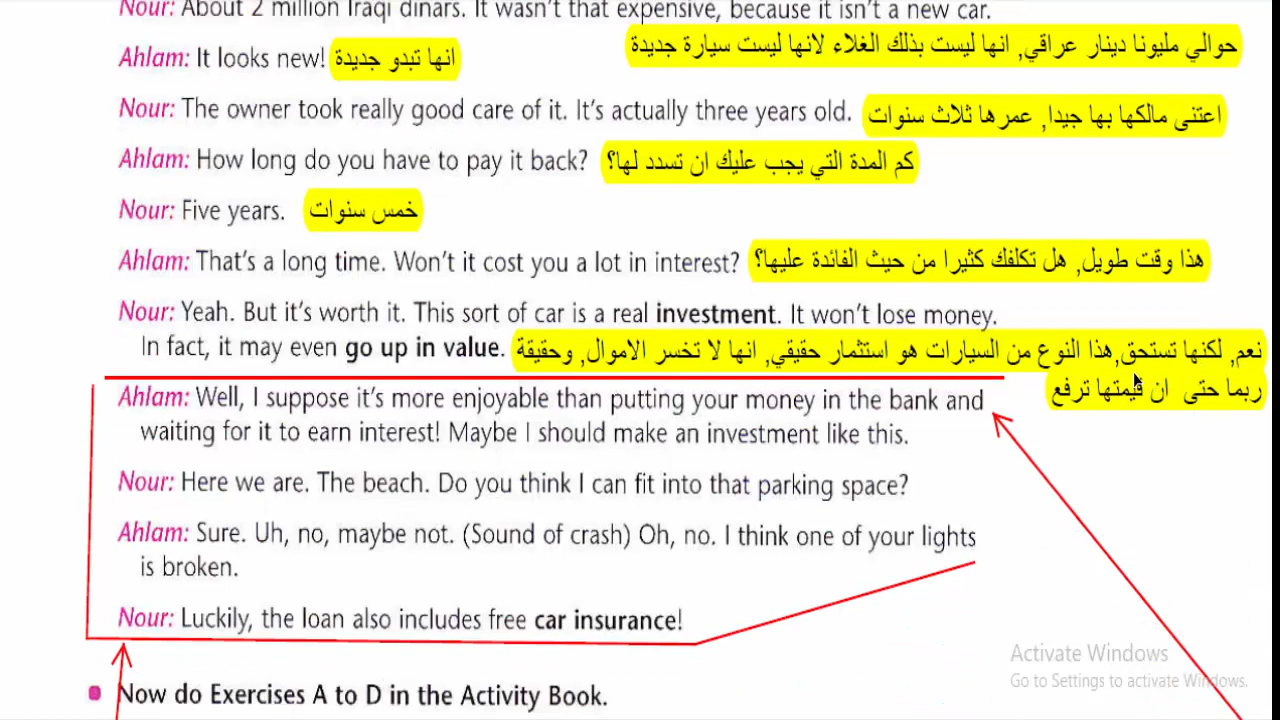 Nour: About 2 million Iraqi dinars. It wasn't that expensive, because it isn't a new car.
حوالي مليونا دينار عراقي, انها ليست بذلك الغلاء لانها ليست سيارة جديدة
Ahlam: It looks new! انها تبدو جديدة
Nour: The owner took really good care of it. It's actually three years old. اعتنى مالكها بها جيدا, عمرها ثلاث سنوات
Ahlam: How long do you have to pay it back? كم المدة التي يجب عليك ان تسدد لها؟
Nour: Five years. خمس سنوات
Ahlam: That's a long time. Won't it cost you a lot in interest? هذا وقت طويل, هل تكلفك كثيرا من حيث الفائدة عليها؟
Nour: Yeah. But it's worth it. This sort of car is a real investment. It won't lose money.
In fact, it may even go up in value. نعم, لكنها تستحق,هذا النوع من السيارات هو استثمار حقيقي, انها لا تخسر الاموال, وحقيقة
ربما حتى ان قيمتها ترفع
Ahlam: Well, I suppose it's more enjoyable than putting your money in the bank and
waiting for it to earn interest! Maybe I should make an investment like this.
Nour: Here we are. The beach. Do you think I can fit into that parking space?
Ahlam: Sure. Uh, no, maybe not. (Sound of crash) Oh, no. I think one of your lights
is broken.
Nour: Luckily, the loan also includes free car insurance!
Activate Windows
Go to Settings to activate Windows.
Now do Exercises A to D in the Activity Book.